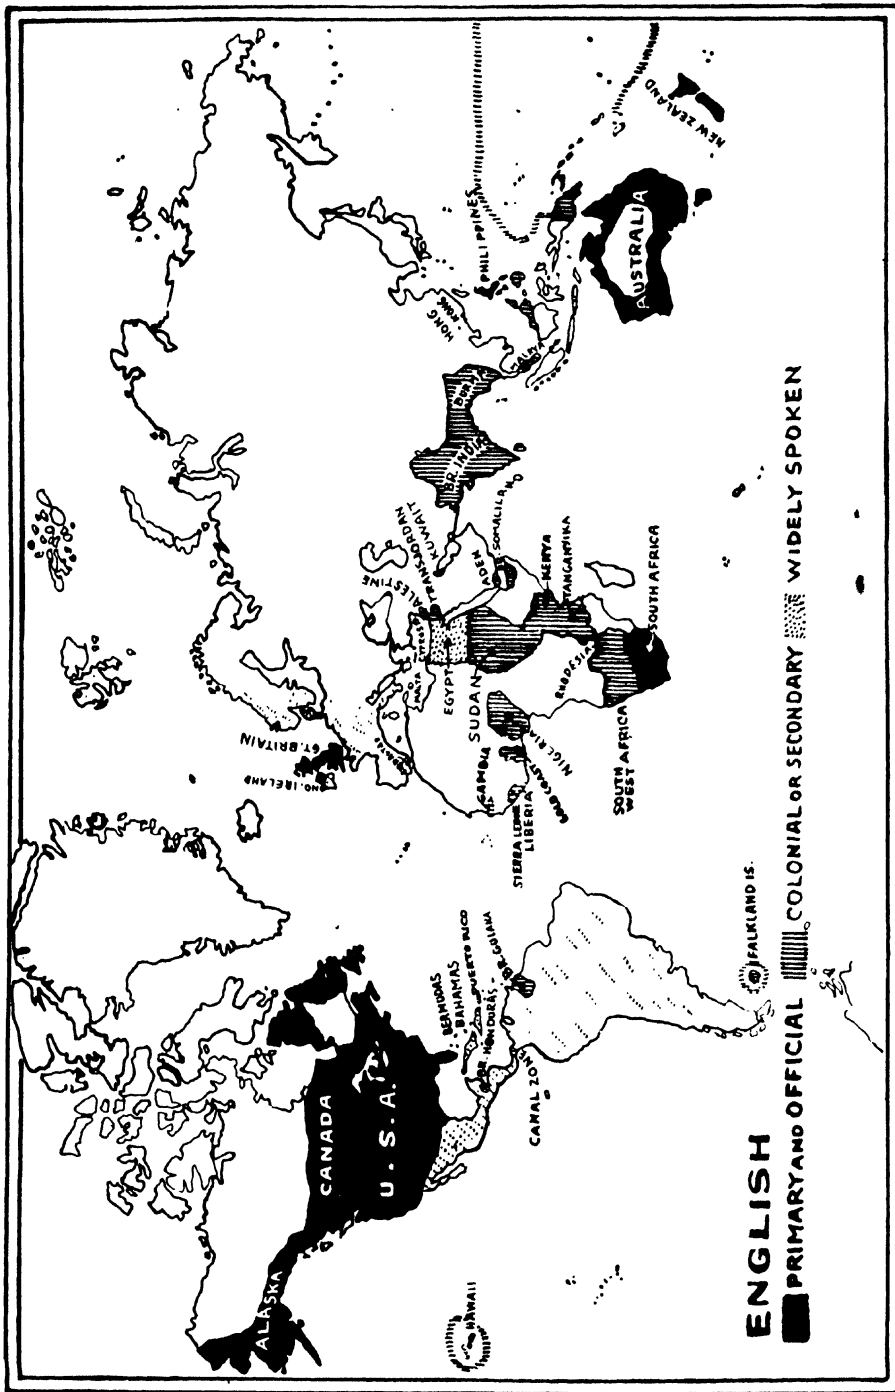 ALASKA
CANADA
U. S. A.
HAWAII
BERMUDAS
BAHAMAS
PUERTO RICO
BR. HONDURAS
BR. GUIANA
CANAL ZONE
FALKLAND IS.
NO. IRELAND
GT. BRITAIN
MALTA
CYPRUS
PALESTINE
TRANSJORDAN
KUWAIT
EGYPT
SUDAN
ADEN
SOMALILAND
GAMBIA
SIERRA LEONE
LIBERIA
GOLD COAST
NIGERIA
KENYA
TANGANYIKA
RHODESIA
SOUTH
WEST AFRICA
SOUTH AFRICA
BR. INDIA
BURMA
MALAYA
HONG
KONG
PHILIPPINES
AUSTRALIA
NEW ZEALAND
ENGLISH
PRIMARY AND OFFICIAL COLONIAL OR SECONDARY WIDELY SPOKEN